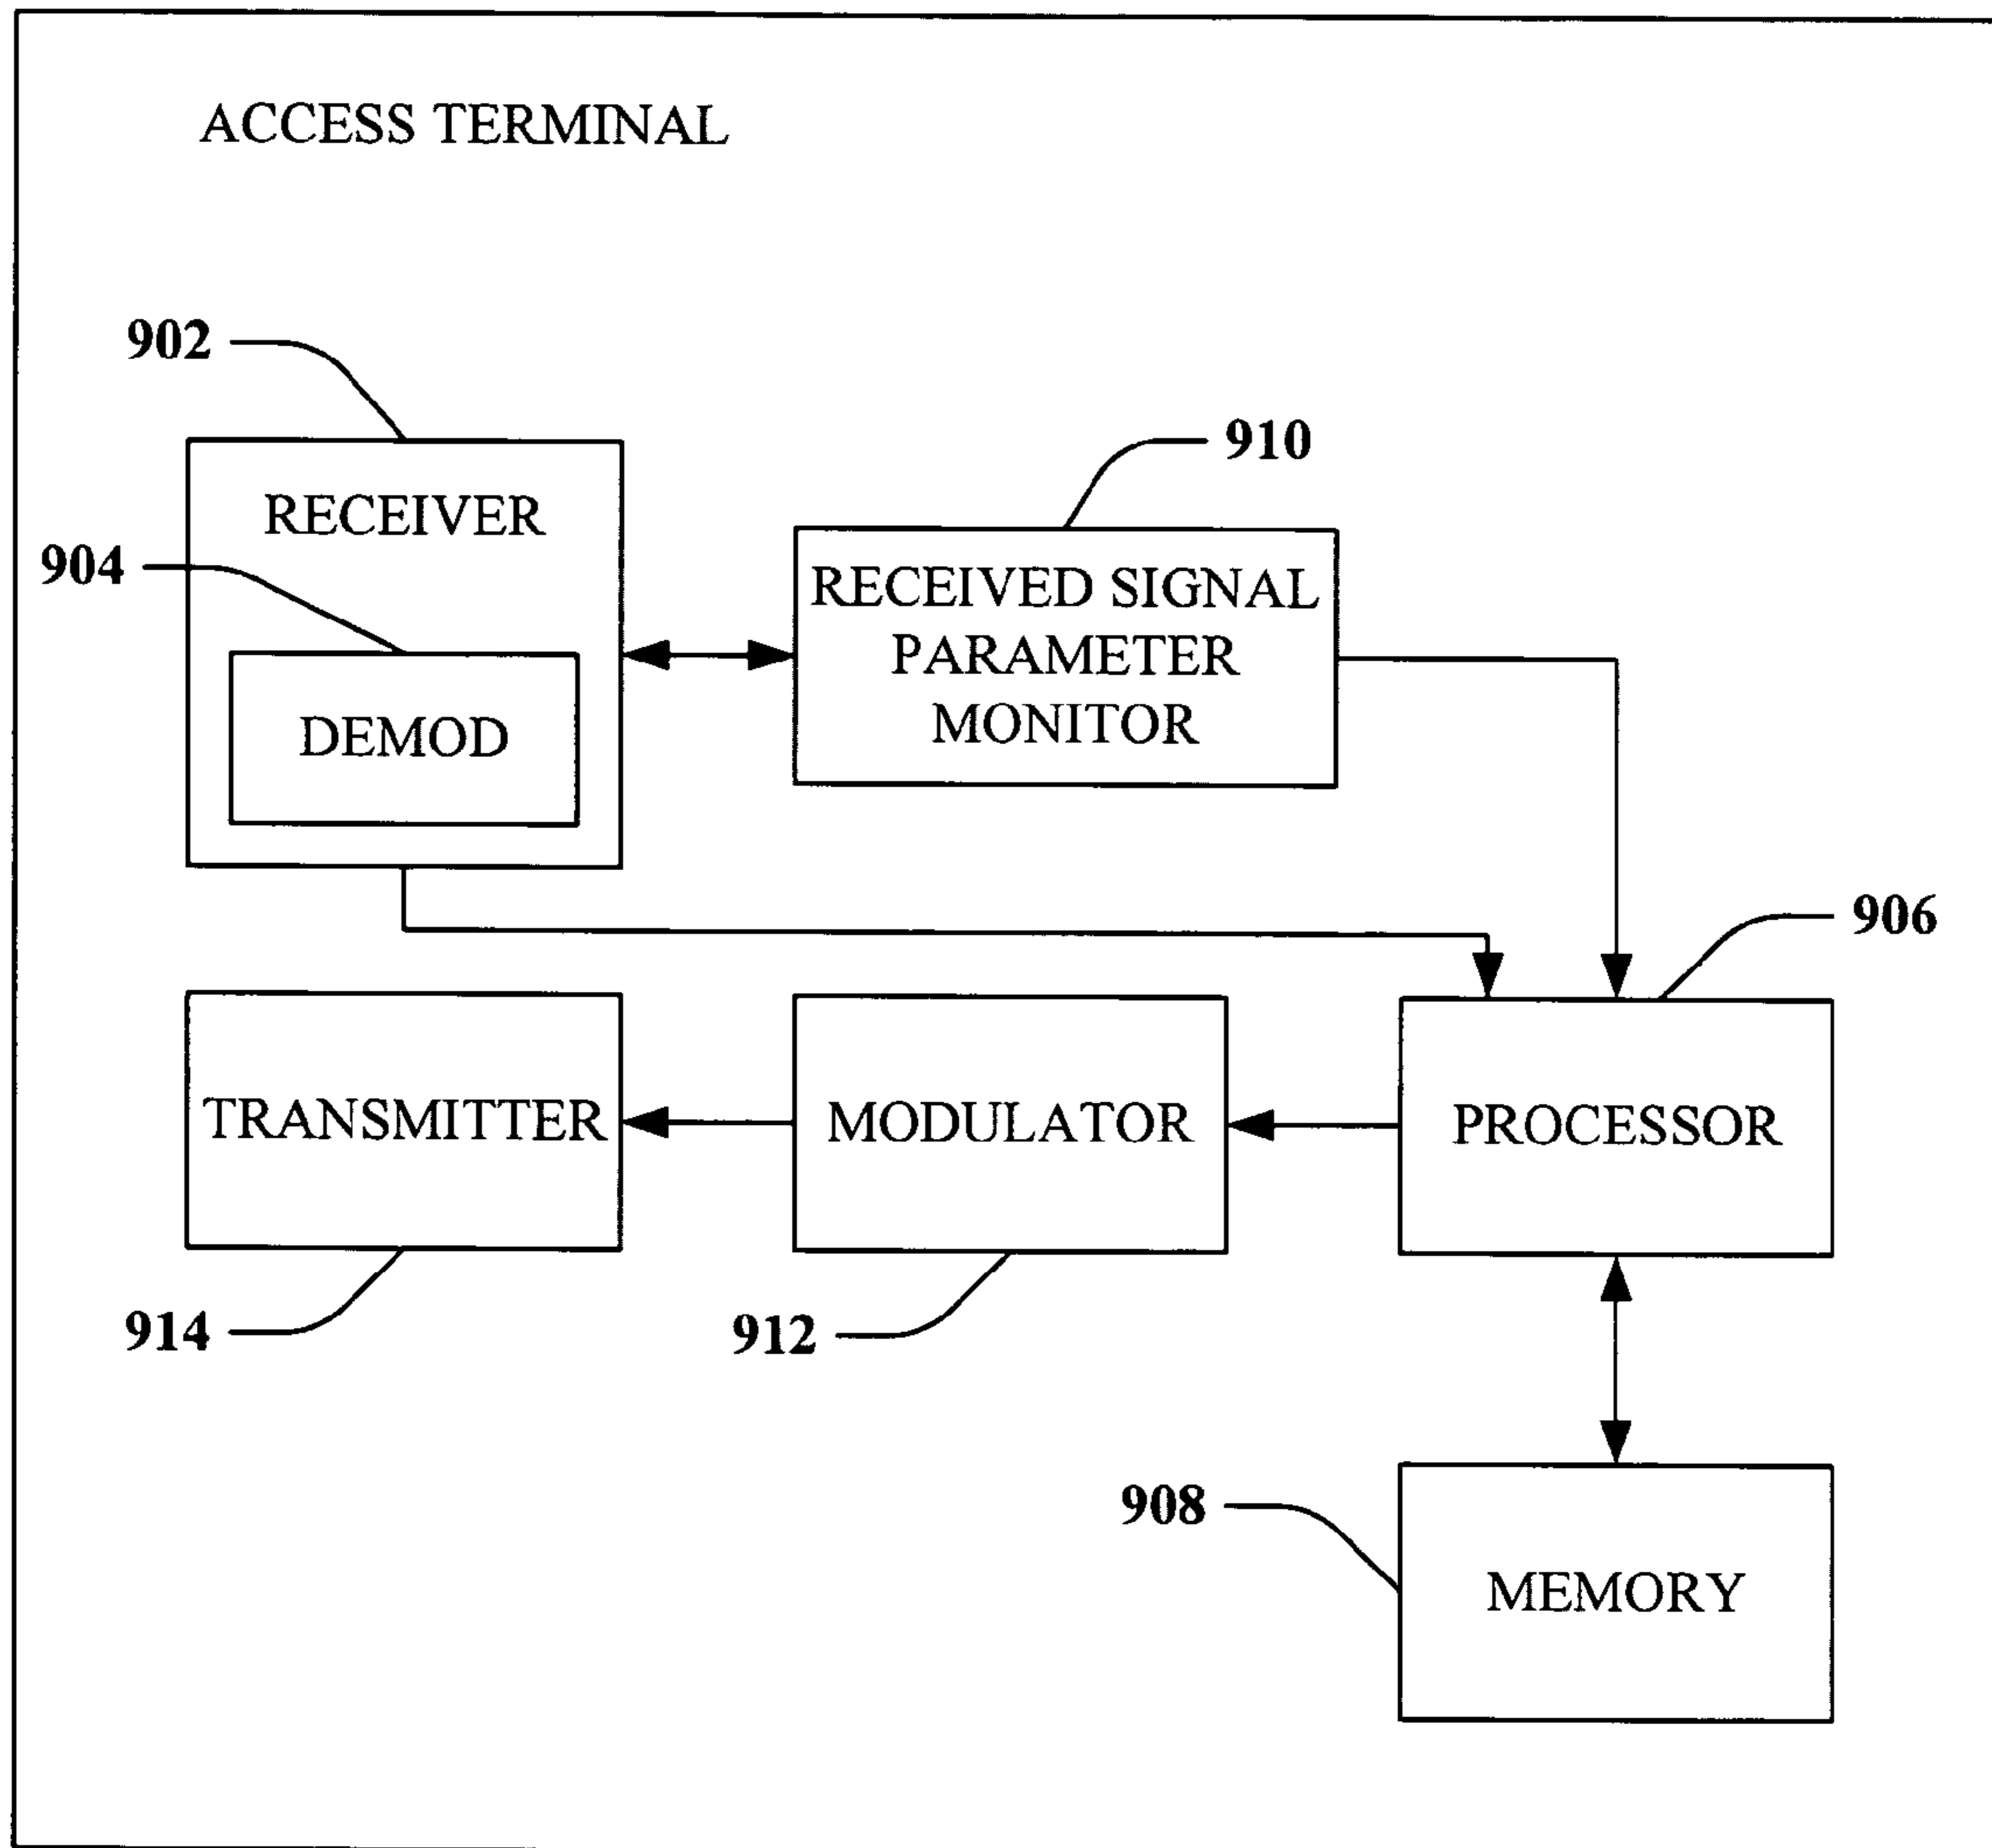 ACCESS TERMINAL
902
910
RECEIVER
904
RECEIVED SIGNAL
PARAMETER
MONITOR
DEMOD
906
TRANSMITTER
MODULATOR
PROCESSOR
914
912
908
MEMORY